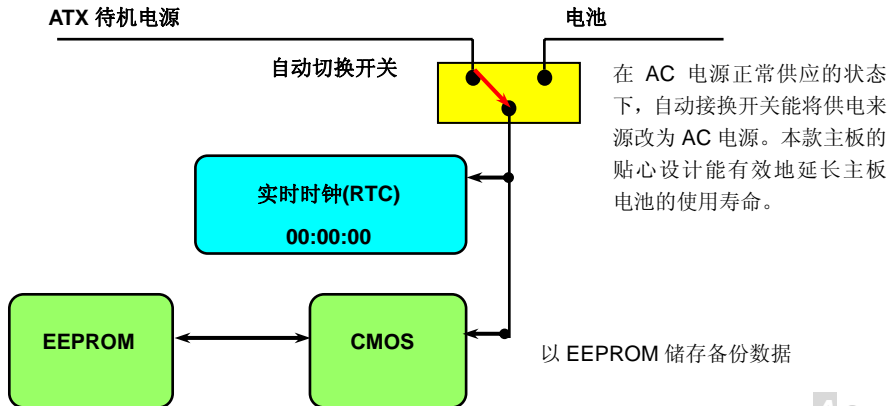 ATX 待机电源
电池
自动切换开关
在 AC 电源正常供应的状态
下，自动接换开关能将供电来
源改为 AC 电源。本款主板的
贴心设计能有效地延长主板
电池的使用寿命。
实时时钟(RTC)
00:00:00
EEPROM
CMOS
以 EEPROM 储存备份数据